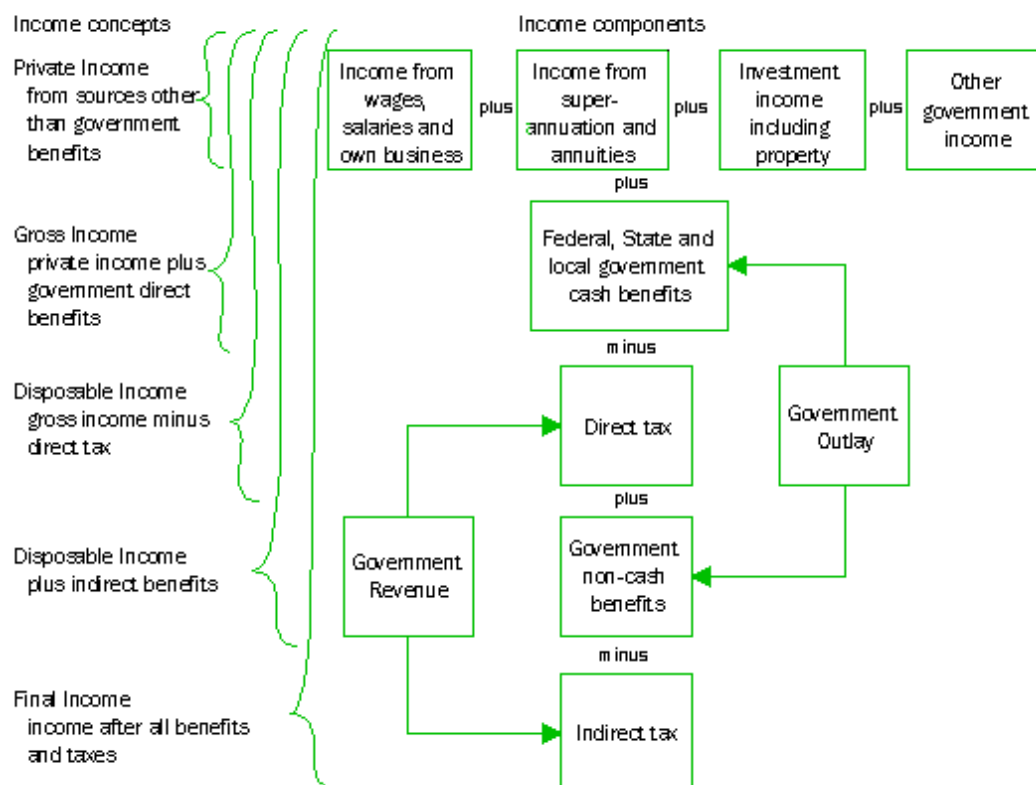 Income concepts
Income components
Private Income
from sources other
than government
benefits
Income from
wages,
salaries and
own business
plus
Income from
super-
annuation and
annuities
plus
Investment
income
including
property
plus
Other
government
income
plus
Gross Income
private income plus
government direct
benefits
Federal, State and
local government
cash benefits
minus
Disposable Income
gross income minus
direct tax
Direct tax
Government
Outlay
plus
Disposable Income
plus indirect benefits
Government
Revenue
Government
non-cash
benefits
minus
Final Income
income after all benefits
and taxes
Indirect tax